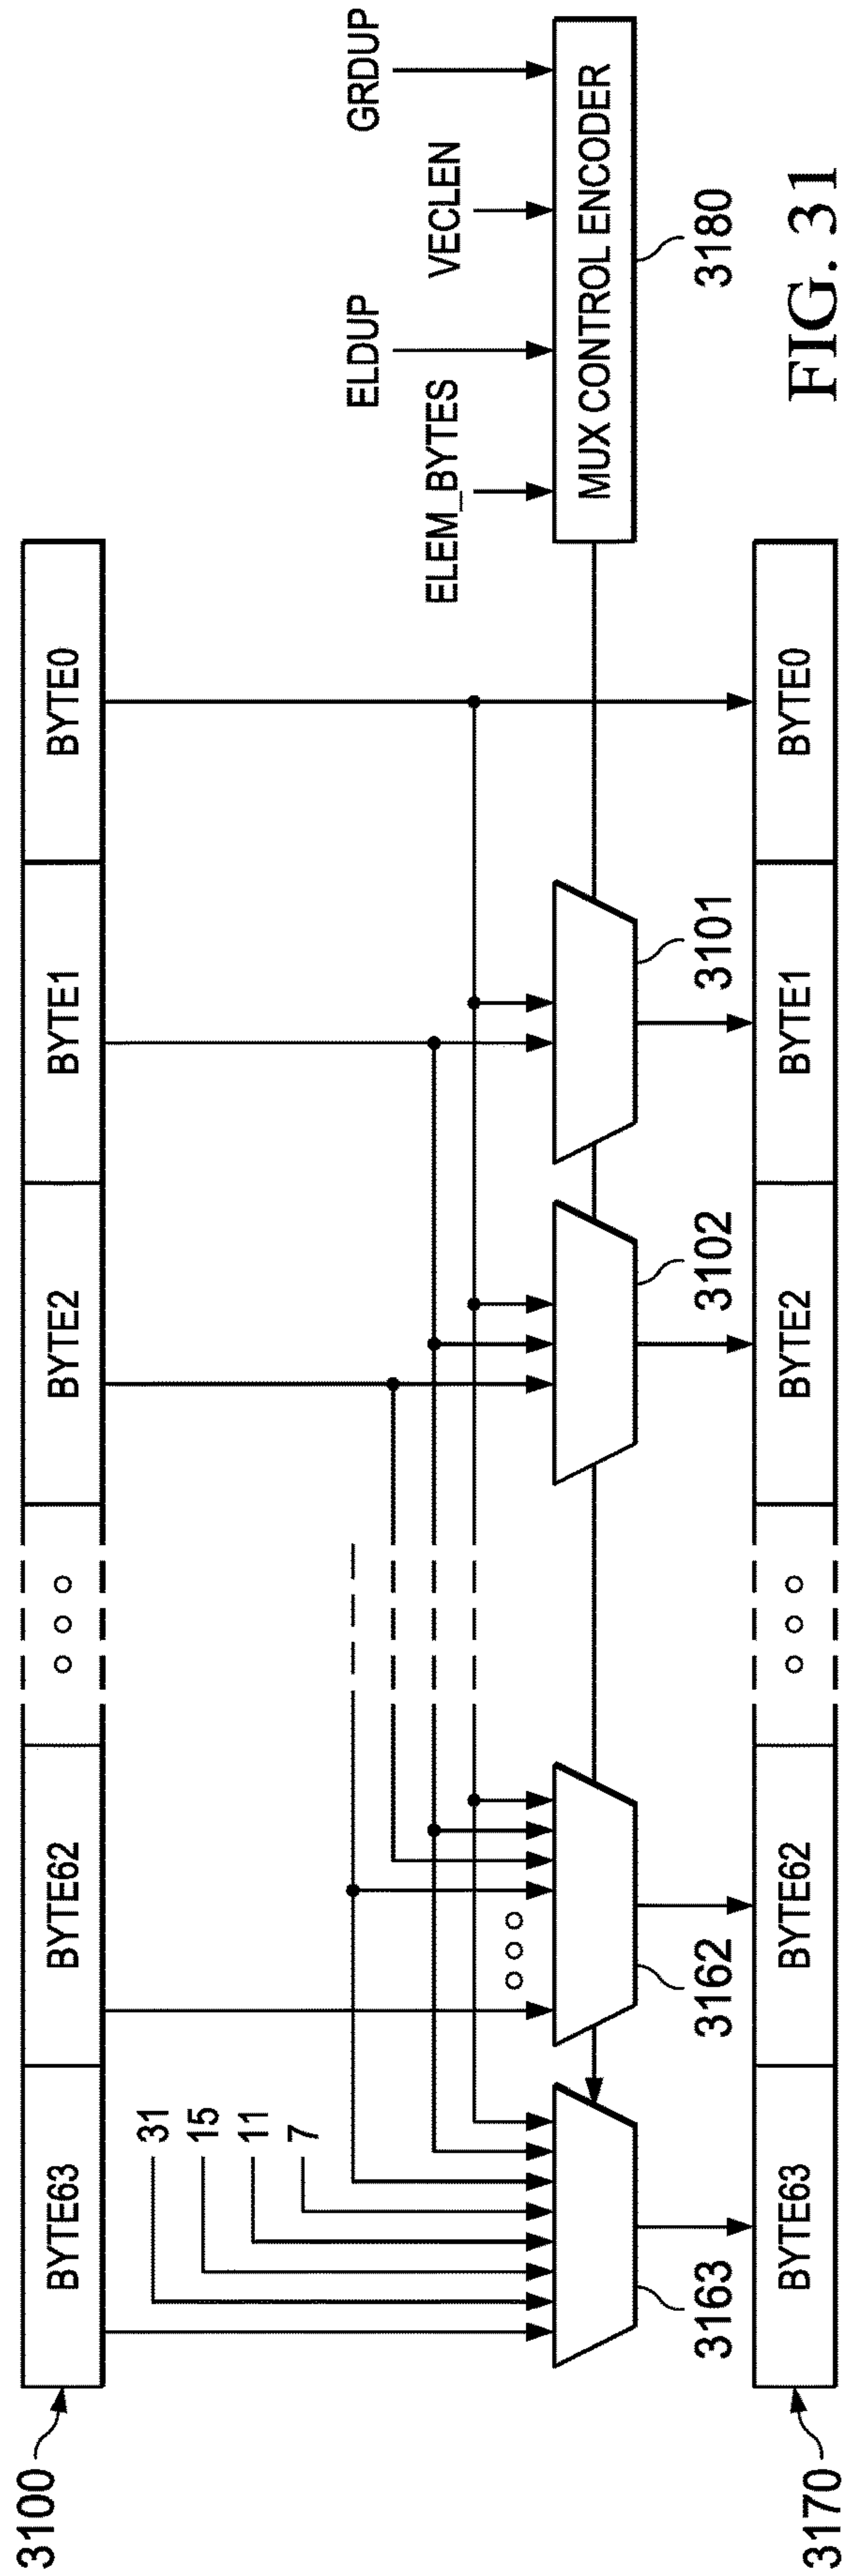 3100
BYTE63
BYTE62
○ ○ ○
BYTE2
BYTE1
BYTE0
31
15
11
7
○ ○ ○
GRDUP
VECLEN
ELDUP
ELEM_BYTES
MUX CONTROL ENCODER
3180
3163
3162
3102
3101
3170
BYTE63
BYTE62
○ ○ ○
BYTE2
BYTE1
BYTE0
FIG. 31